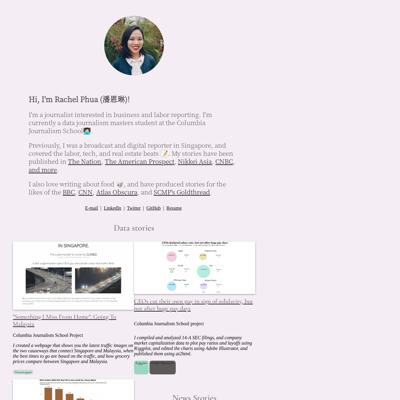 Hi, I'm Rachel Phua (潘恩琳)!
I'm a journalist interested in business and labor reporting. I'm
currently a data journalism masters student at the Columbia
Journalism School
Previously, I was a broadcast and digital reporter in Singapore, and
covered the labor, tech, and real estate beats 📝. My stories have been
published in The Nation, The American Prospect, Nikkei Asia, CNBC,
and more.
I also love writing about food 🍜, and have produced stories for the
likes of the BBC, CNN, Atlas Obscura, and SCMP's Goldthread.
E-mail | LinkedIn | Twitter | GitHub | Resume
Data stories
IN SINGAPORE.
"Something I Miss From Home": Going To
Malaysia
Columbia Journalism School Project
I created a webpage that shows you the latest traffic images on
the two causeways that connect Singapore and Malaysia, when
the best times to go are based on the traffic, and how grocery
prices compare between Singapore and Malaysia.
CEOs cut their own pay in sign of solidarity, but
not after huge pay days
Columbia Journalism School project
I compiled and analyzed 14-A SEC filings, and company
market capitalization data to plot pay ratios and layoffs using
R/ggplot, and edited the charts using Adobe Illustrator, and
published them using ai2html.
News Stories